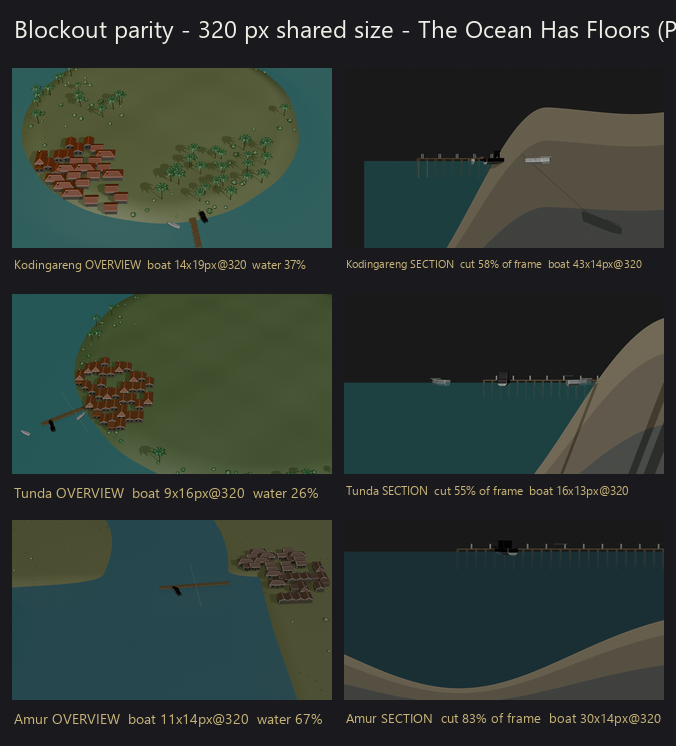 Blockout parity - 320 px shared size - The Ocean Has Floors (P
Kodingareng OVERVIEW boat 14x19px@320 water 37%
Kodingareng SECTION cut 58% of frame boat 43x14px@320
Tunda OVERVIEW boat 9x16px@320 water 26%
Tunda SECTION cut 55% of frame boat 16x13px@320
Amur OVERVIEW boat 11x14px@320 water 67%
Amur SECTION cut 83% of frame boat 30x14px@320